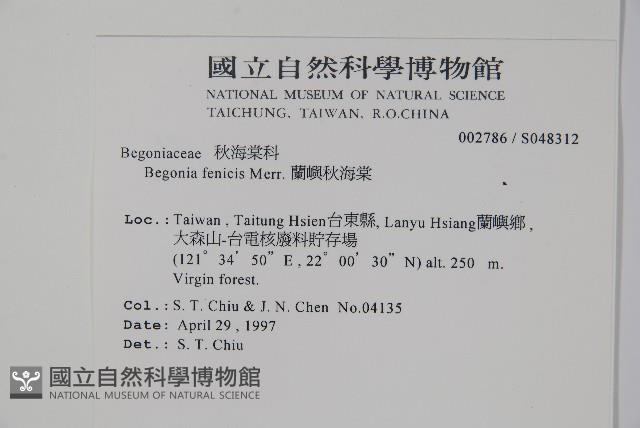 國立自然科學博物館
NATIONAL MUSEUM OF NATURAL SCIENCE
TAICHUNG, TAIWAN, R.O.CHINA
002786 / S048312
Begoniaceae 秋海棠科
Begonia fenicis Merr. 蘭嶼秋海棠
Loc.: Taiwan , Taitung Hsien台東縣, Lanyu Hsiang蘭嶼鄉 ,
大森山-台電核廢料貯存場
(121° 34′ 50″ E , 22° 00′ 30″ N) alt. 250 m.
Virgin forest.
Col.: S. T. Chiu & J. N. Chen No.04135
Date: April 29 , 1997
Det.: S. T. Chiu
國立自然科學博物館
NATIONAL MUSEUM OF NATURAL SCIENCE